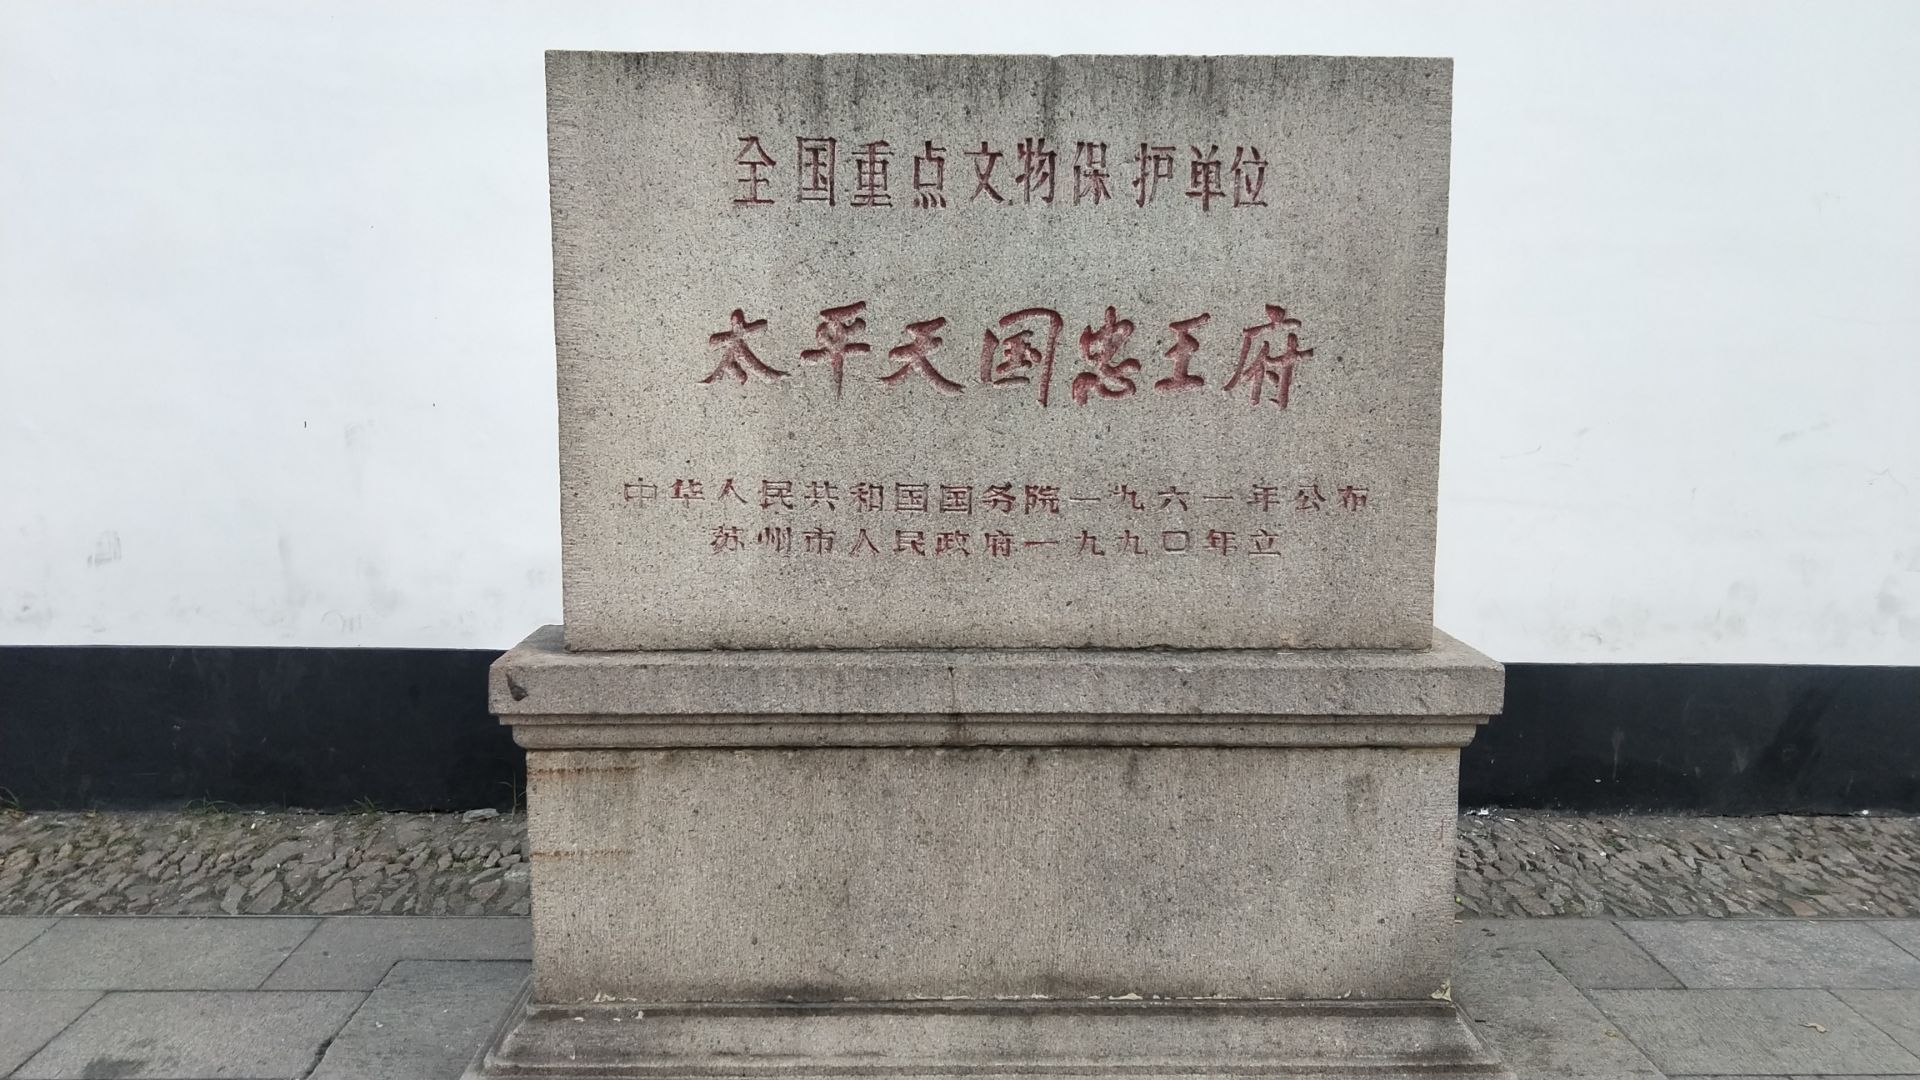 全国重点文物保护单位
太平天国忠王府
中华人民共和国国务院一九六一年公布
苏州市人民政府一九九〇年立